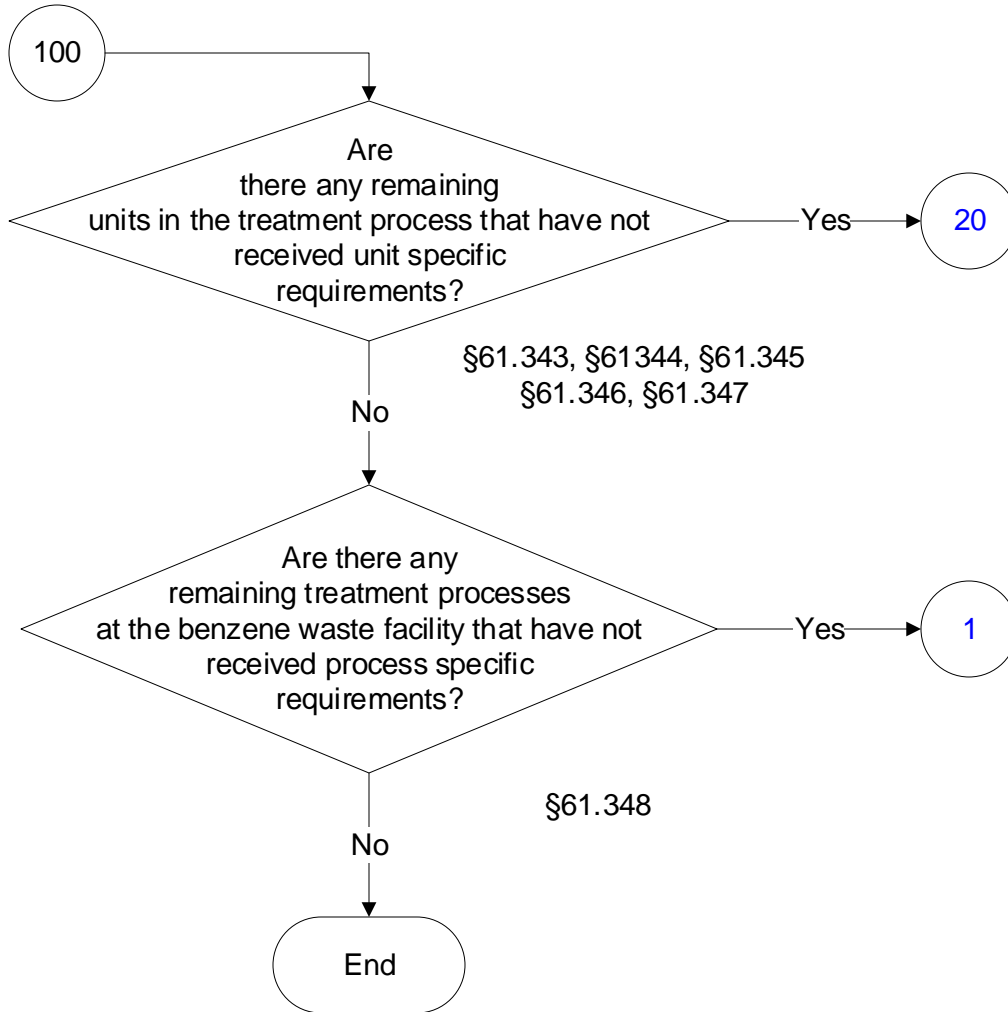 100
Are
there any remaining
units in the treatment process that have not
received unit specific
requirements?
Yes
20
§61.343, §61344, §61.345
§61.346, §61.347
No
Are there any
remaining treatment processes
at the benzene waste facility that have not
received process specific
requirements?
Yes
1
§61.348
No
End